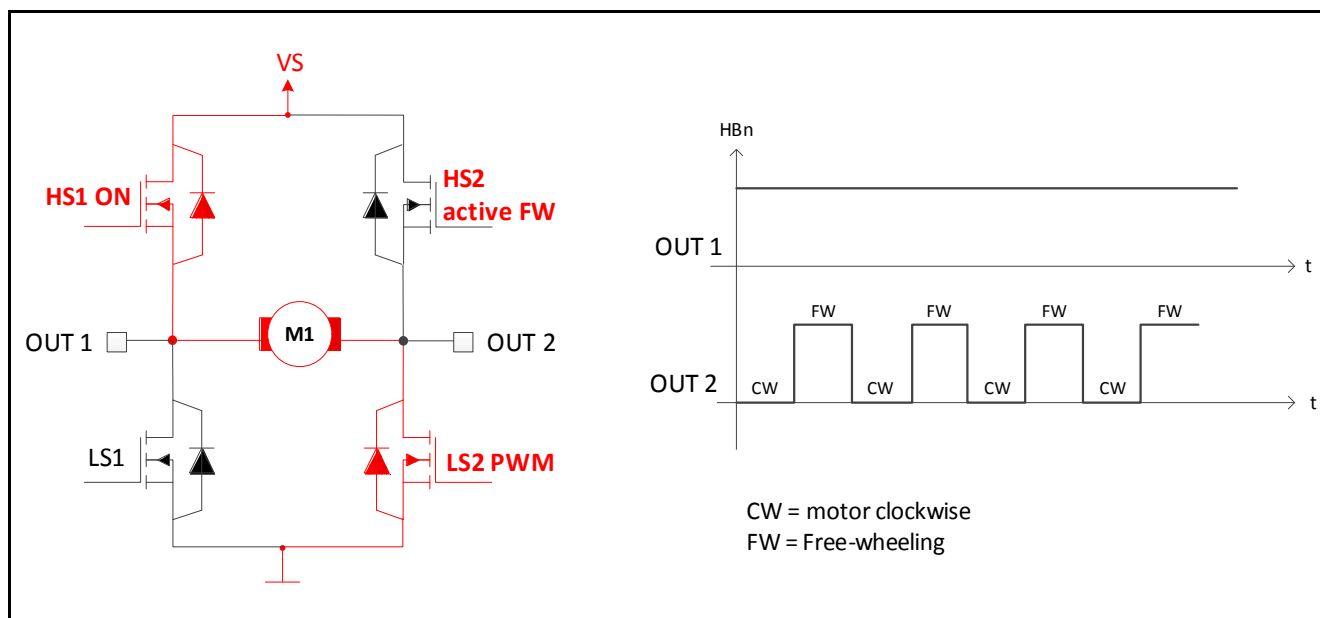 VS
HS1 ON
HS2
active FW
OUT 1
M1
OUT 2
LS1
LS2 PWM
HBn
OUT 1
t
FW
FW
FW
FW
OUT 2
CW
CW
CW
CW
t
CW = motor clockwise
FW = Free-wheeling